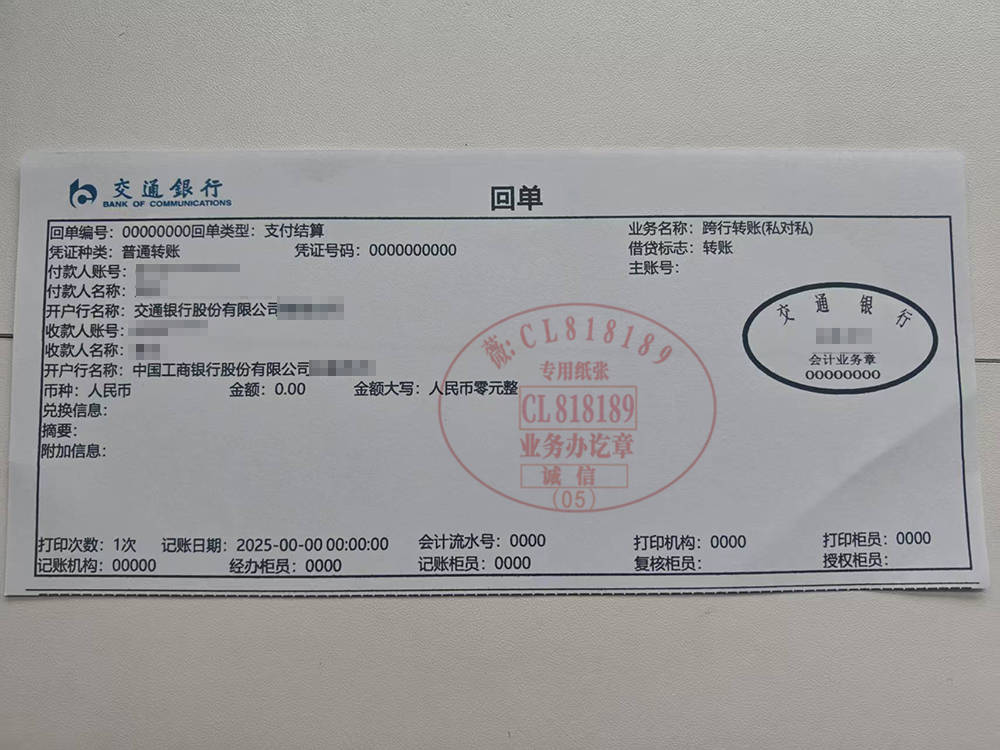 交通銀行
BANK OF COMMUNICATIONS
回单
回单编号：00000000回单类型：支付结算
业务名称：跨行转账(私对私)
凭证种类：普通转账
凭证号码：0000000000
借贷标志：转账
付款人账号：
主账号：
付款人名称：
开户行名称：交通银行股份有限公司
收款人账号：
收款人名称：
开户行名称：中国工商银行股份有限公司
币种：人民币
金额：0.00
金额大写：人民币零元整
兑换信息：
摘要：
附加信息：
交通银行
会计业务章
00000000
薇:CL818189
专用纸张
CL818189
业务办讫章
诚信
(05)
打印次数：1次
记账日期：2025-00-00 00:00:00
会计流水号：0000
打印机构：0000
打印柜员：0000
记账机构：00000
经办柜员：0000
记账柜员：0000
复核柜员：
授权柜员：